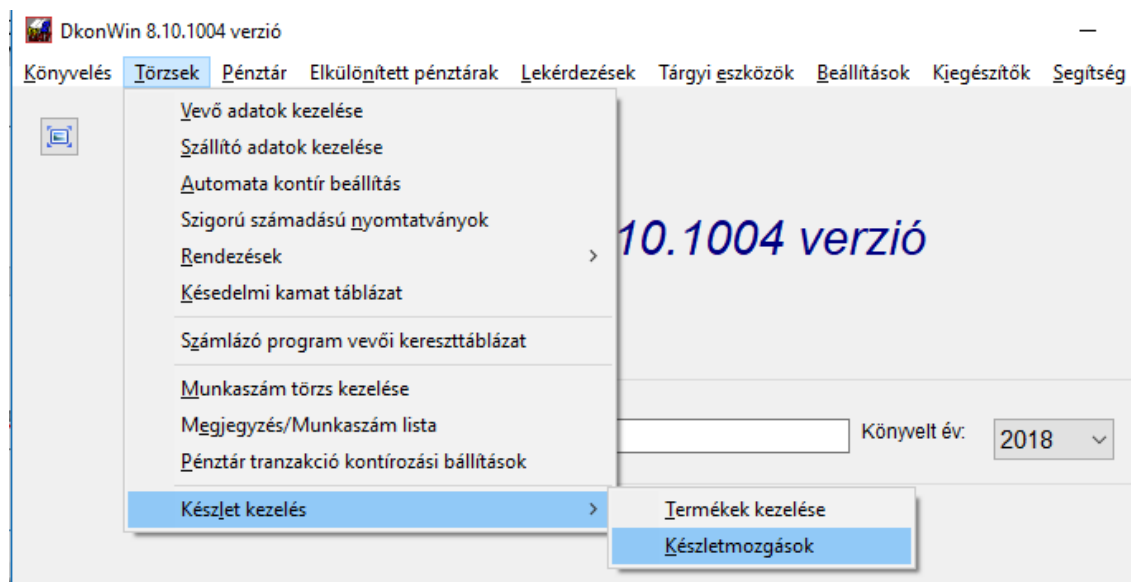 DkonWin 8.10.1004 verzió
Könyvelés Törzsek Pénztár Elkülönített pénztárak Lekérdezések Tárgyi eszközök Beállítások Kiegészítők Segítség
Vevő adatok kezelése
Szállító adatok kezelése
Automata kontír beállítás
Szigorú számadású nyomtatványok
Rendezések
Késedelmi kamat táblázat
Számlázó program vevői kereszttáblázat
Munkaszám törzs kezelése
Megjegyzés/Munkaszám lista
Pénztár tranzakció kontírozási bállítások
Készlet kezelés
Termékek kezelése
Készletmozgások
10.1004 verzió
Könyvelt év: 2018